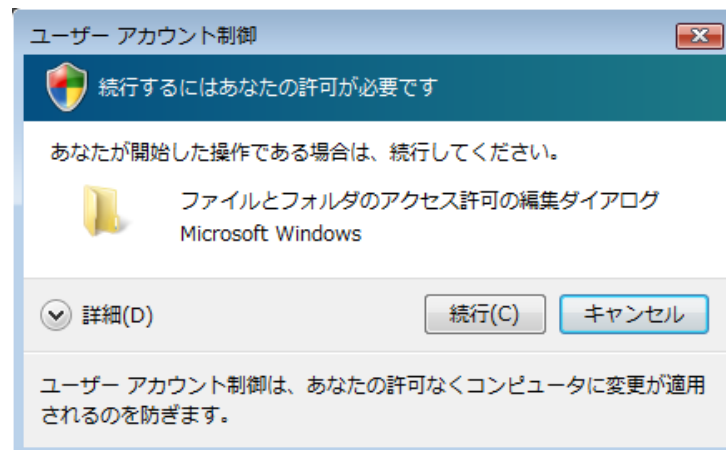 ユーザー アカウント制御
続行するにはあなたの許可が必要です
あなたが開始した操作である場合は、続行してください。
ファイルとフォルダのアクセス許可の編集ダイアログ
Microsoft Windows
詳細(D)
続行(C)
キャンセル
ユーザー アカウント制御は、あなたの許可なくコンピュータに変更が適用
されるのを防ぎます。